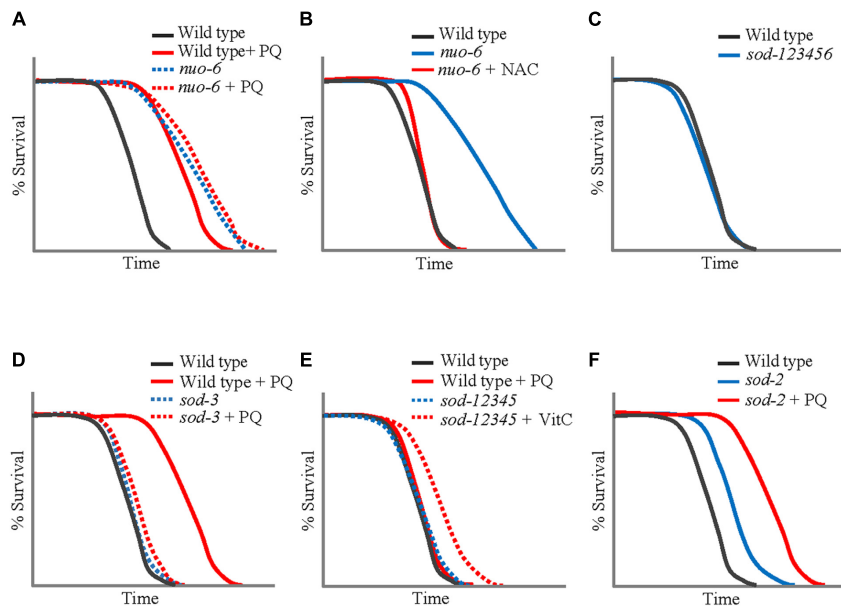 A
Wild type
Wild type+ PQ
nuo-6
nuo-6 + PQ
% Survival
Time
B
Wild type
nuo-6
nuo-6 + NAC
% Survival
Time
C
Wild type
sod-123456
% Survival
Time
D
Wild type
Wild type + PQ
sod-3
sod-3 + PQ
% Survival
Time
E
Wild type
Wild type + PQ
sod-12345
sod-12345 + VitC
% Survival
Time
F
Wild type
sod-2
sod-2 + PQ
% Survival
Time